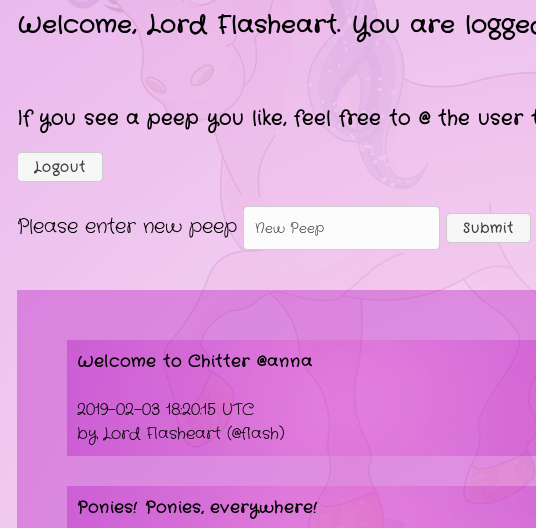 Welcome, Lord Flasheart. You are logged
If you see a peep you like, feel free to @ the user
Logout
Please enter new peep New Peep Submit
Welcome to Chitter @anna
2019-02-03 18:20:15 UTC
by Lord Flasheart (@flash)
Ponies! Ponies, everywhere!